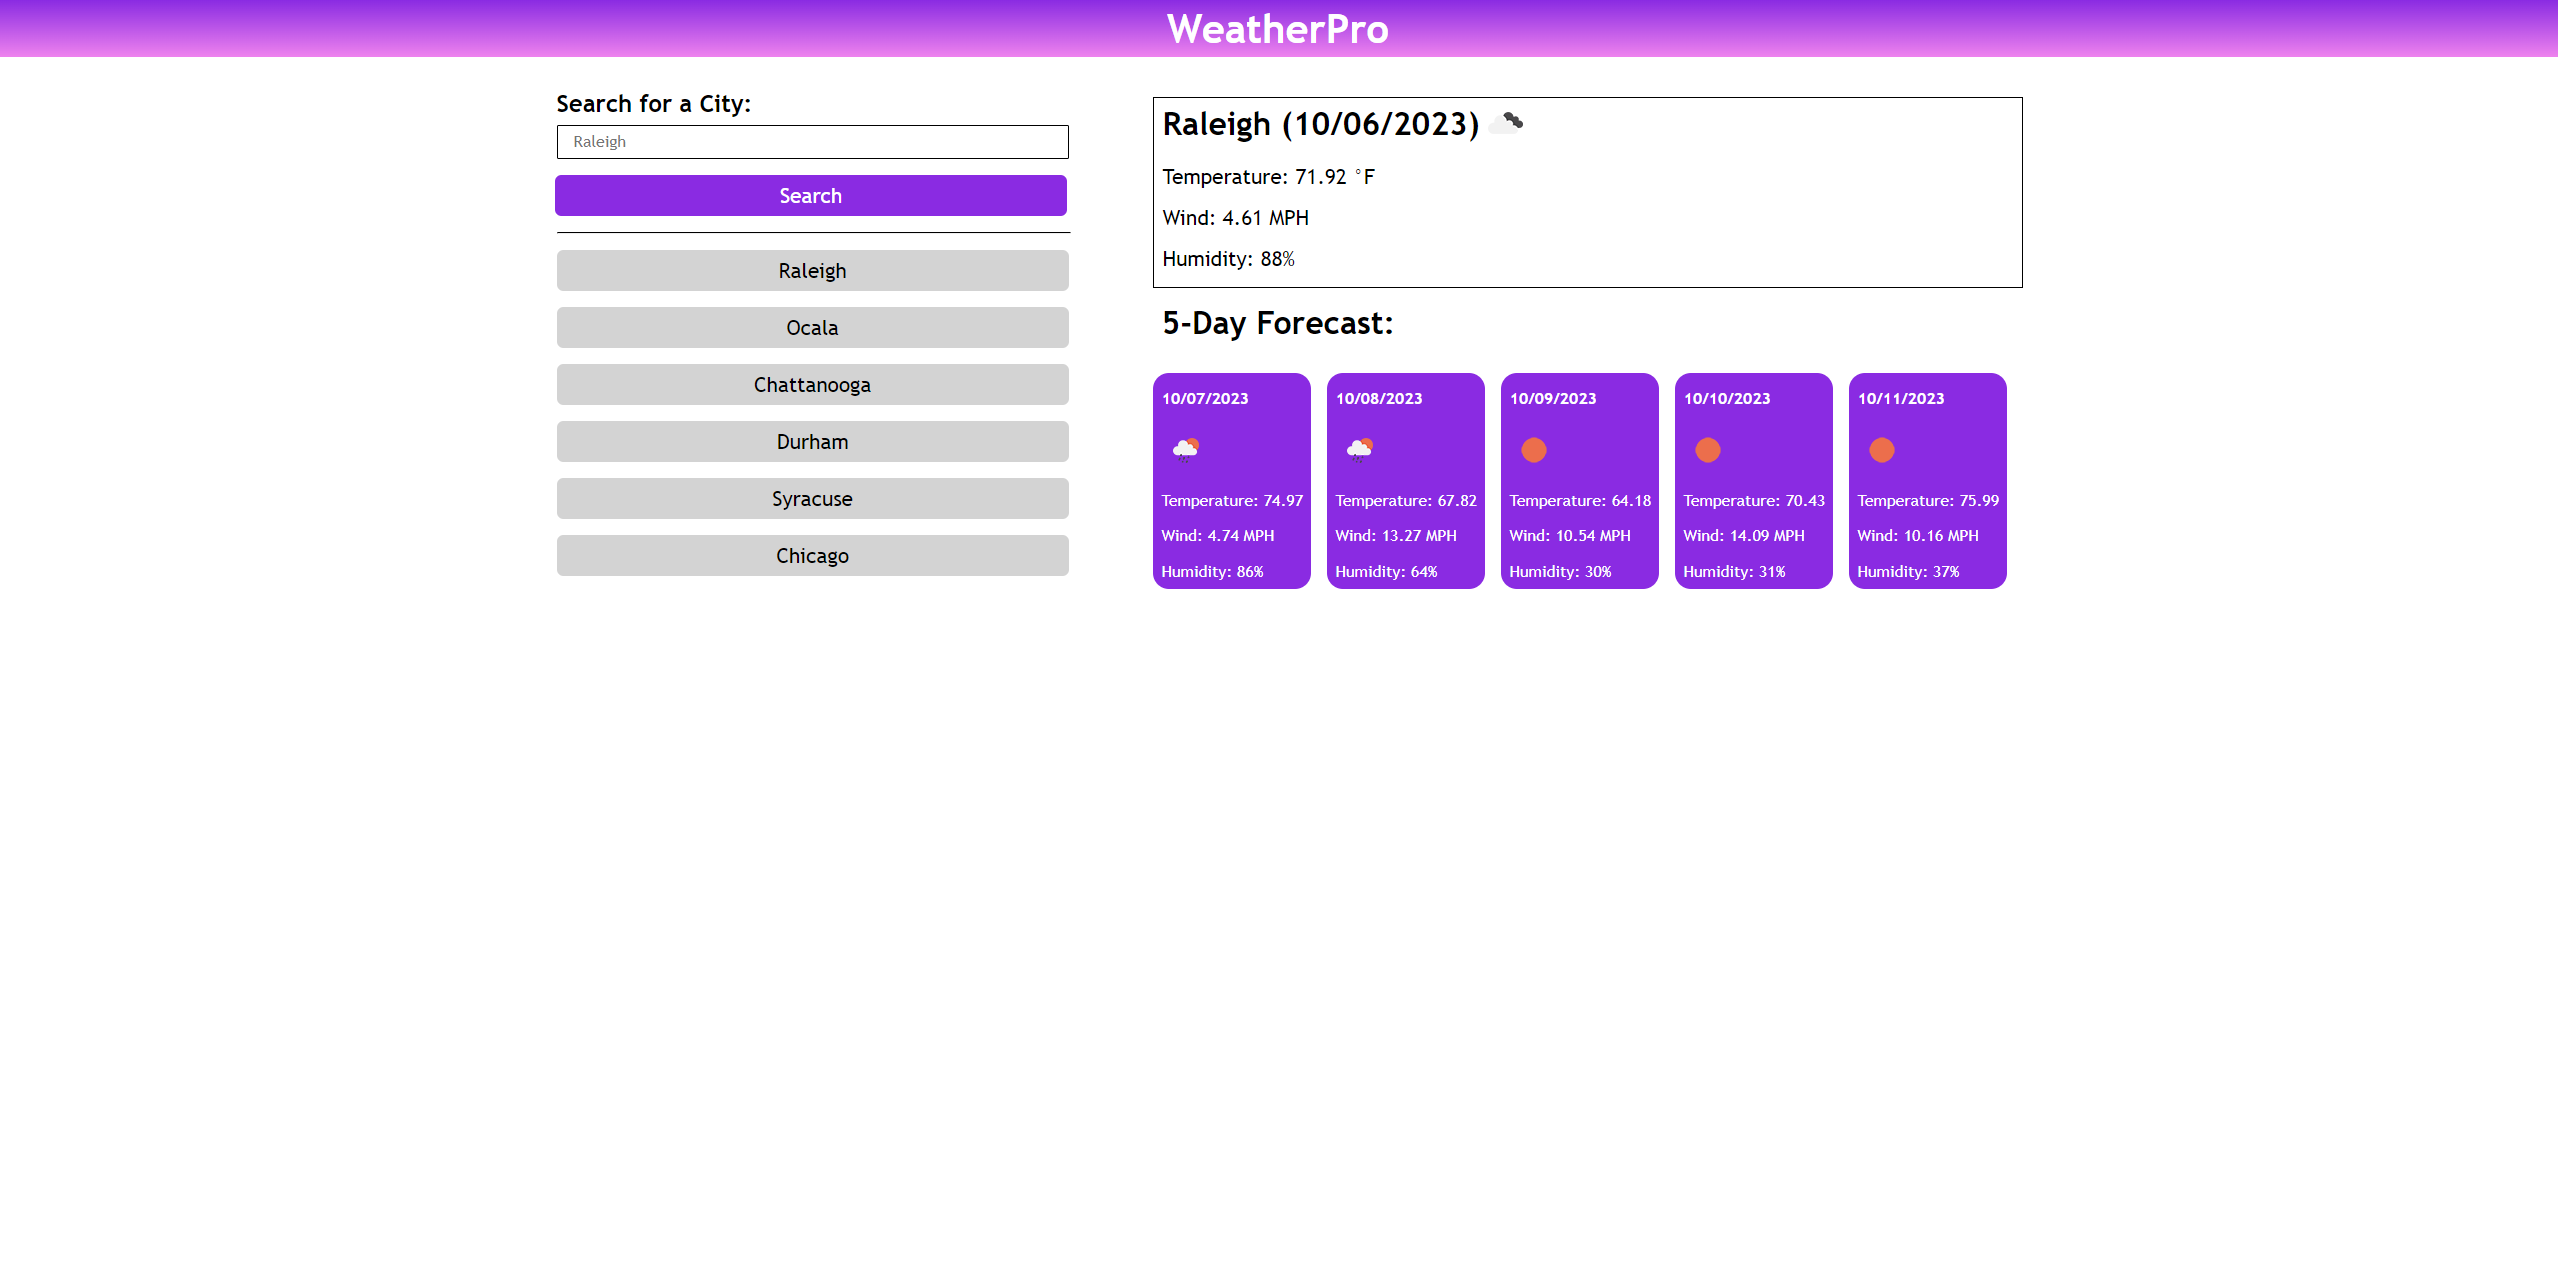 WeatherPro
Search for a City:
Raleigh
Search
Raleigh
Ocala
Chattanooga
Durham
Syracuse
Chicago
Raleigh (10/06/2023)
Temperature: 71.92 °F
Wind: 4.61 MPH
Humidity: 88%
5-Day Forecast:
10/07/2023
Temperature: 74.97
Wind: 4.74 MPH
Humidity: 86%
10/08/2023
Temperature: 67.82
Wind: 13.27 MPH
Humidity: 64%
10/09/2023
Temperature: 64.18
Wind: 10.54 MPH
Humidity: 30%
10/10/2023
Temperature: 70.43
Wind: 14.09 MPH
Humidity: 31%
10/11/2023
Temperature: 75.99
Wind: 10.16 MPH
Humidity: 37%